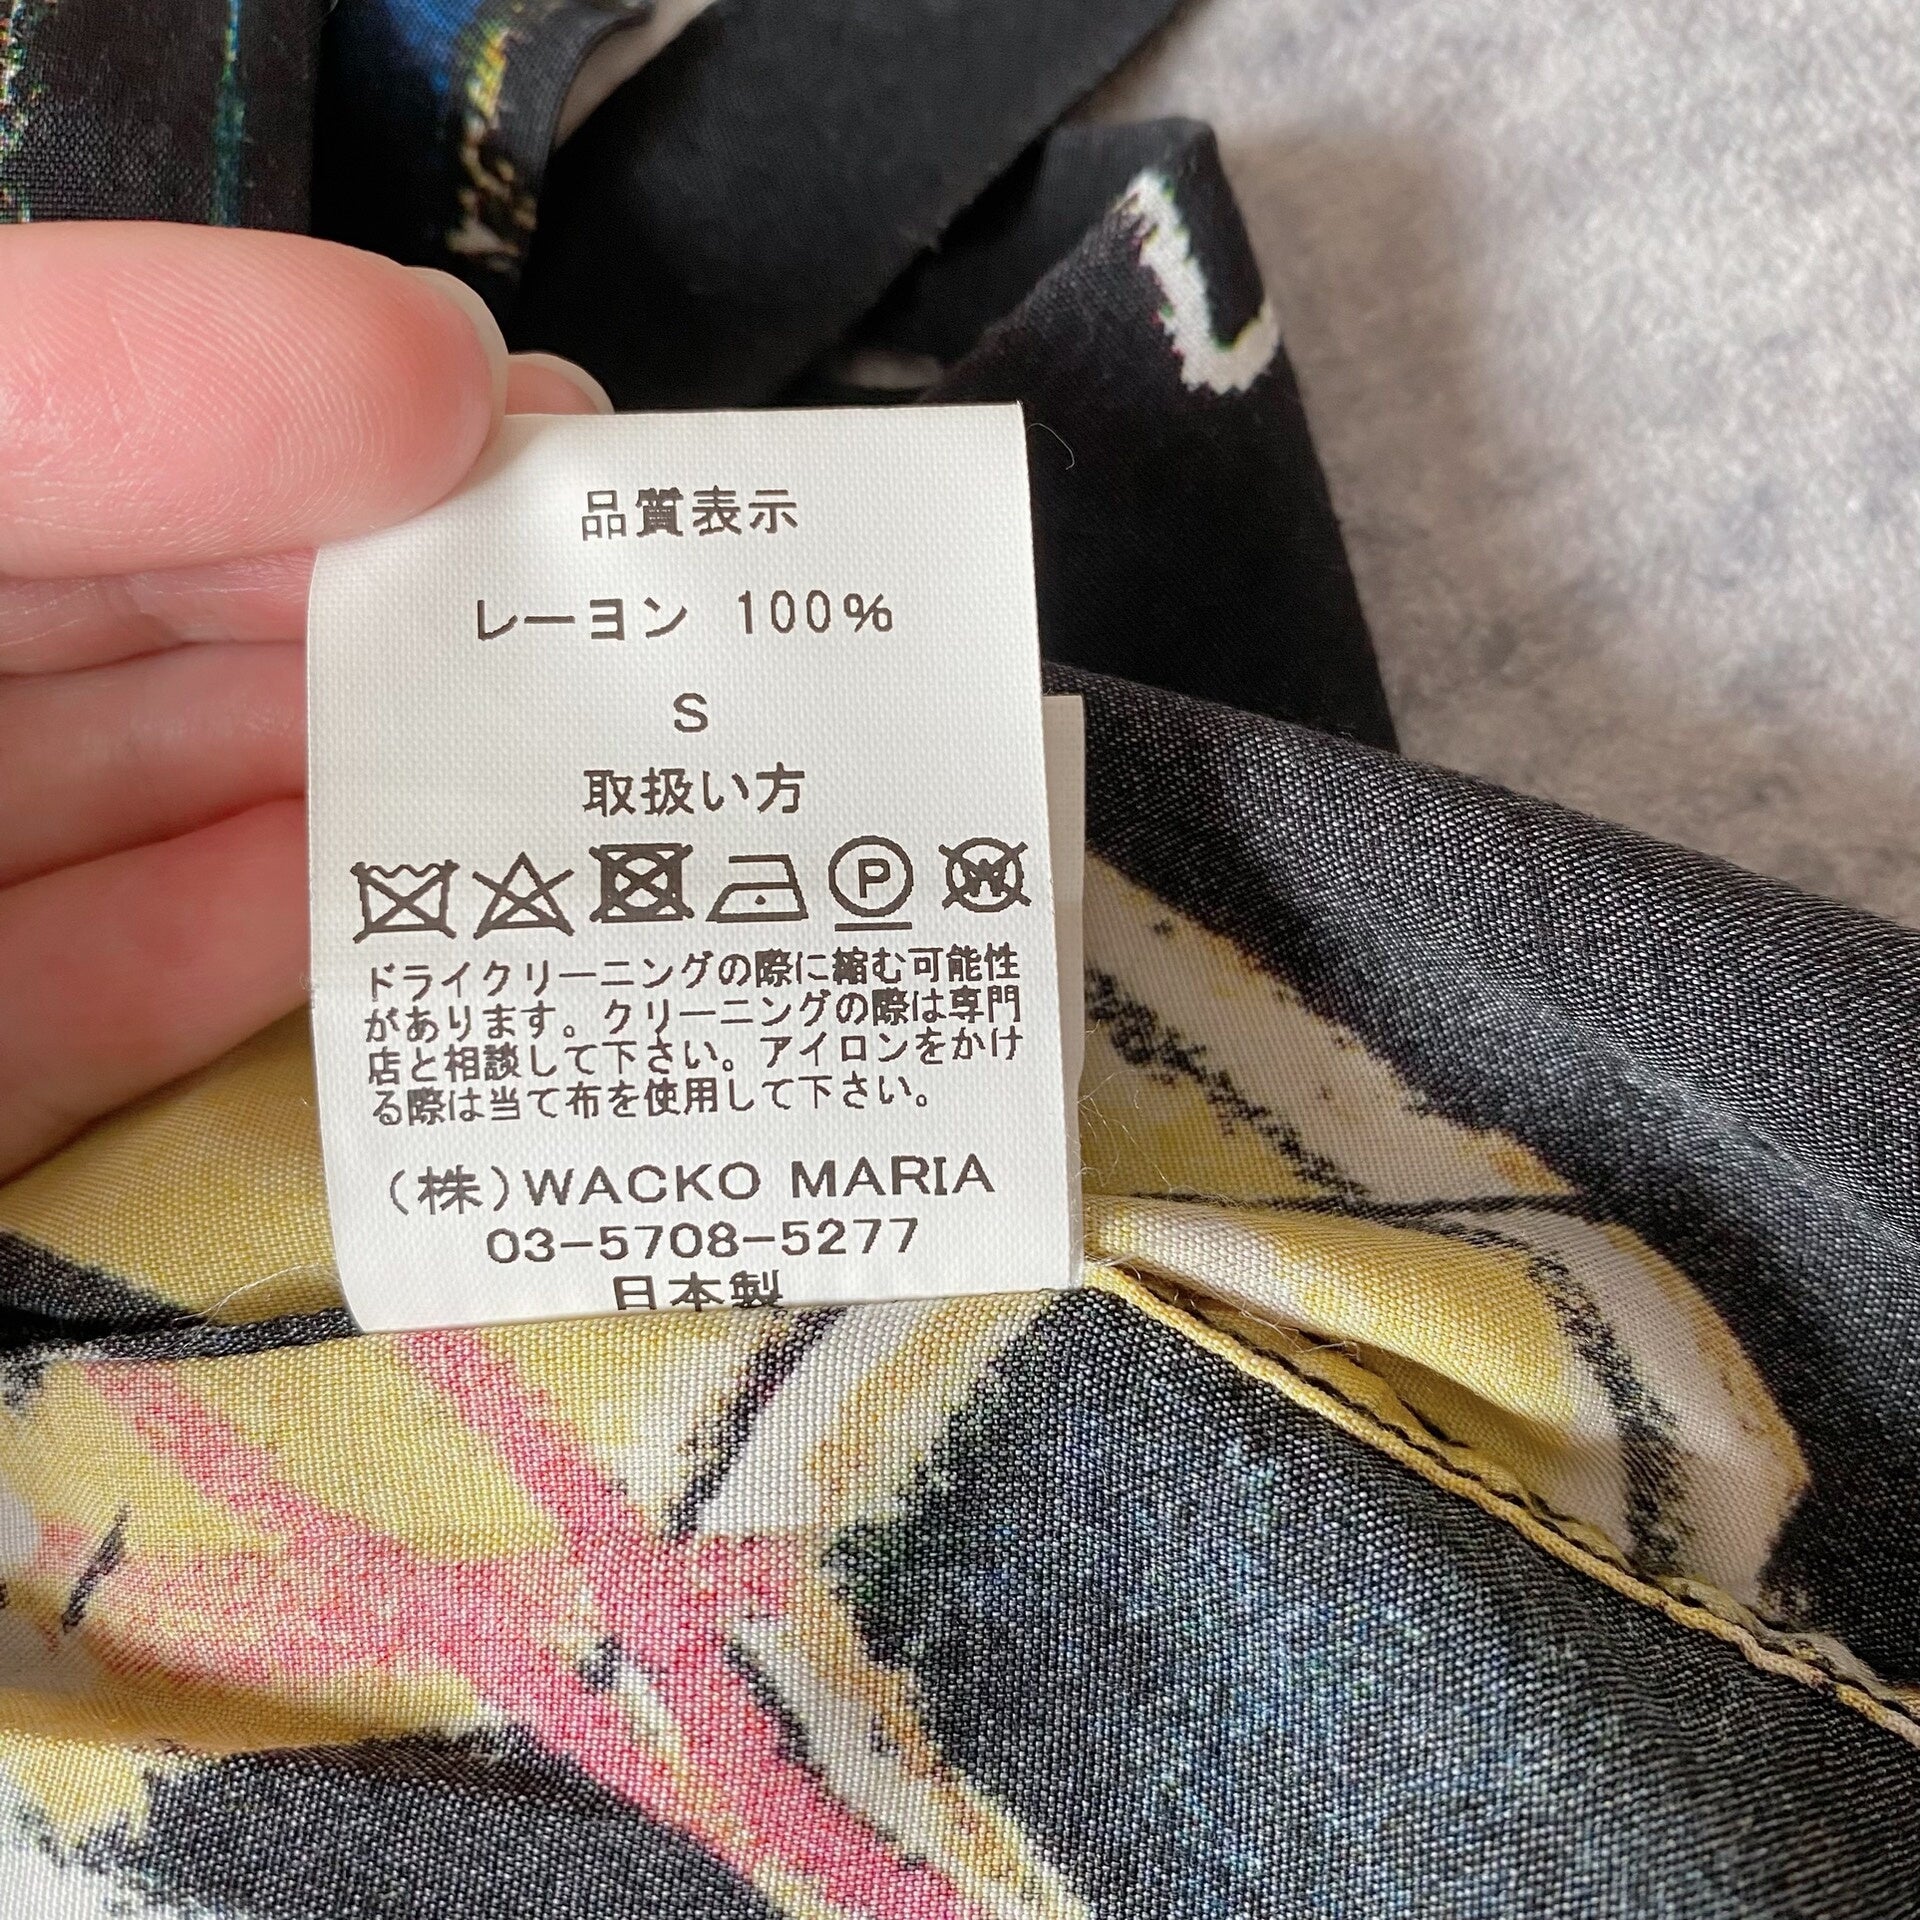 品質表示
レーヨン 100%
S
取扱い方
P W
ドライクリーニングの際に縮む可能性
があります。クリーニングの際は専門
店と相談して下さい。アイロンをかけ
る際は当て布を使用して下さい。
(株)WACKO MARIA
03-5708-5277
日本製